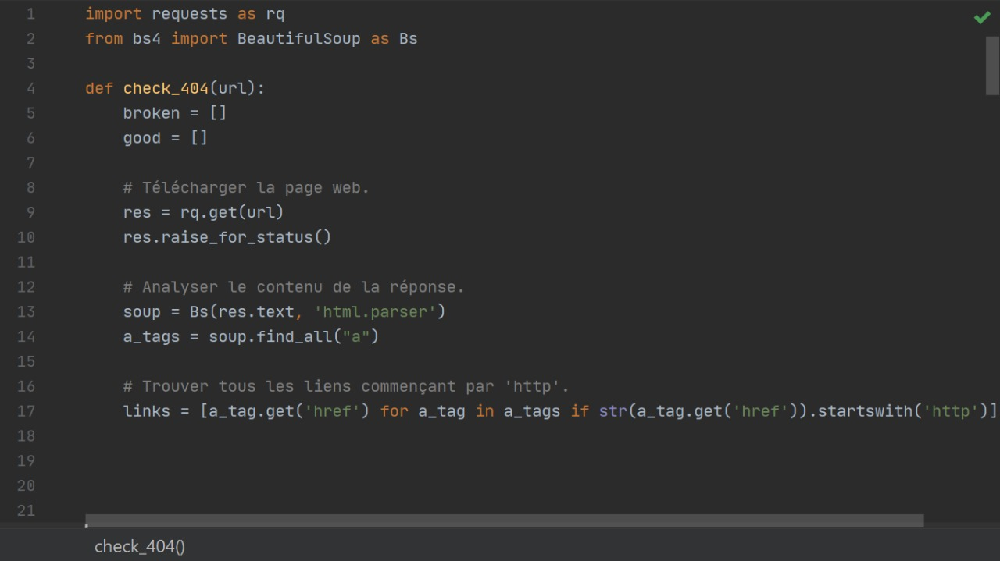 1 import requests as rq
2 from bs4 import BeautifulSoup as Bs
3
4 def check_404(url):
5     broken = []
6     good = []
7
8     # Télécharger la page web.
9     res = rq.get(url)
10     res.raise_for_status()
11
12     # Analyser le contenu de la réponse.
13     soup = Bs(res.text, 'html.parser')
14     a_tags = soup.find_all("a")
15
16     # Trouver tous les liens commençant par 'http'.
17     links = [a_tag.get('href') for a_tag in a_tags if str(a_tag.get('href')).startswith('http')]
18
19
20
21
check_404()